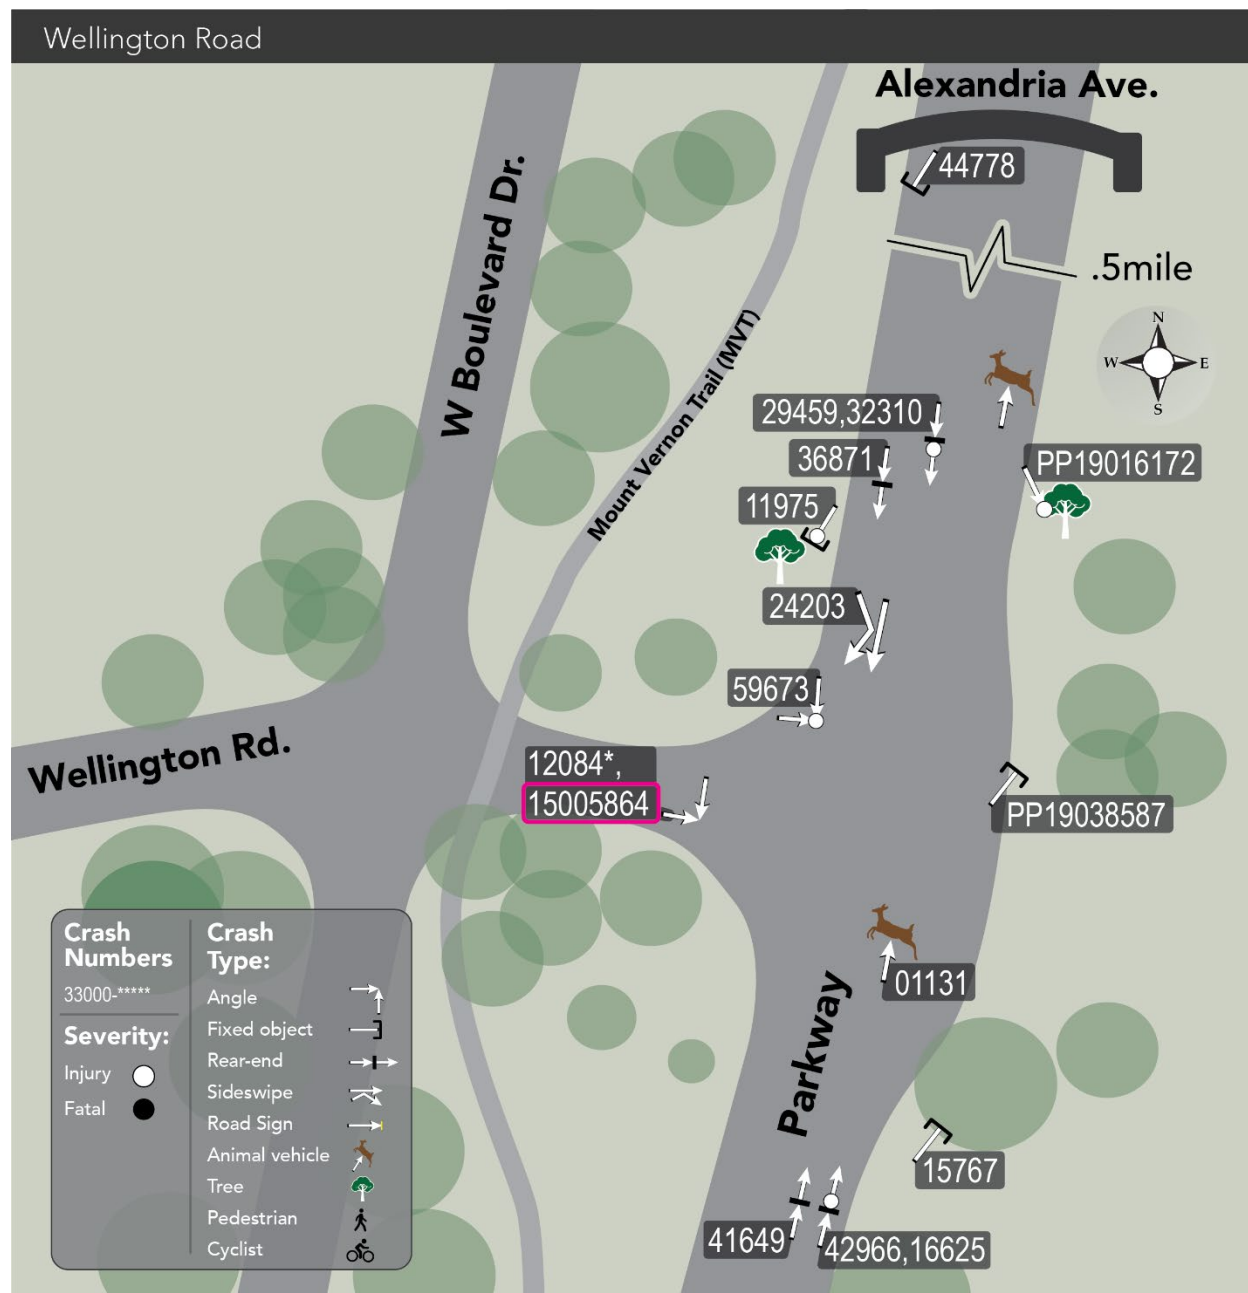 Wellington Road
Alexandria Ave.
44778
.5mile
N
W E
S
W Boulevard Dr.
Mount Vernon Trail (MVT)
29459,32310
36871
PP19016172
11975
24203
59673
Wellington Rd.
12084*,
15005864
PP19038587
01131
Parkway
15767
41649
42966,16625
Crash
Numbers
33000-*****
Severity:
Injury
Fatal
Crash
Type:
Angle
Fixed object
Rear-end
Sideswipe
Road Sign
Animal vehicle
Tree
Pedestrian
Cyclist